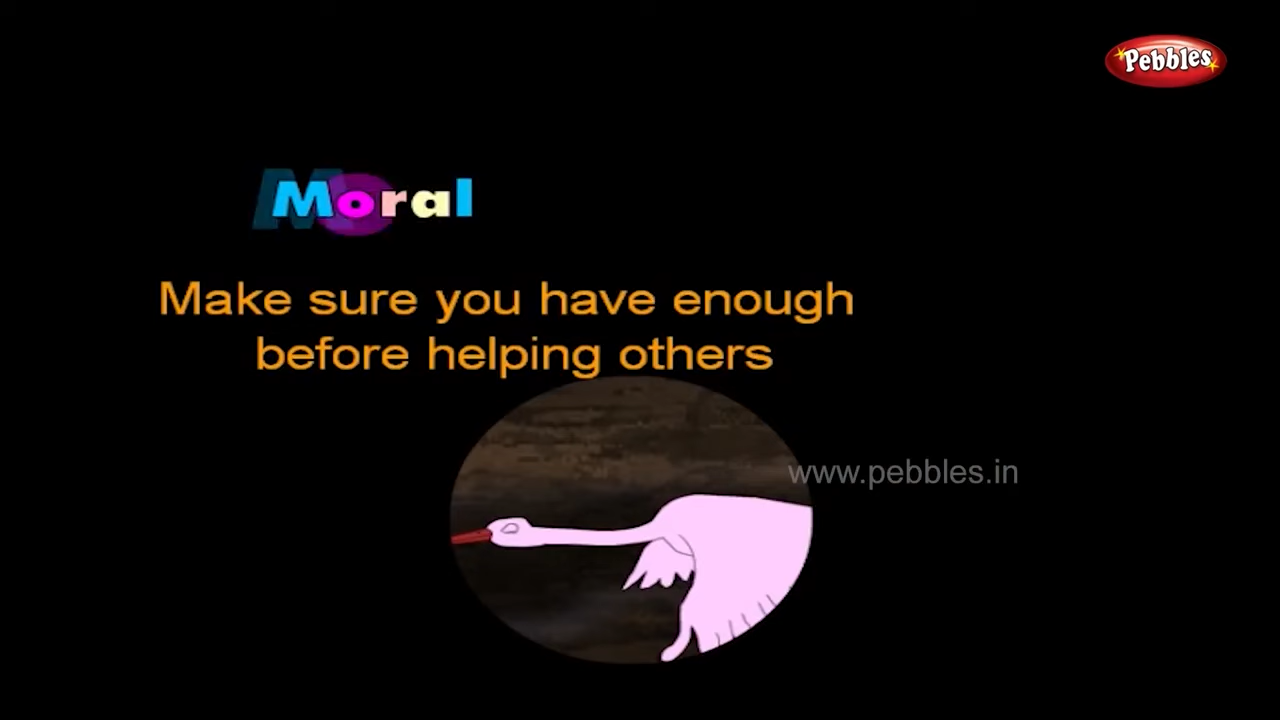 Pebbles
Moral
Make sure you have enough
before helping others
www.pebbles.in